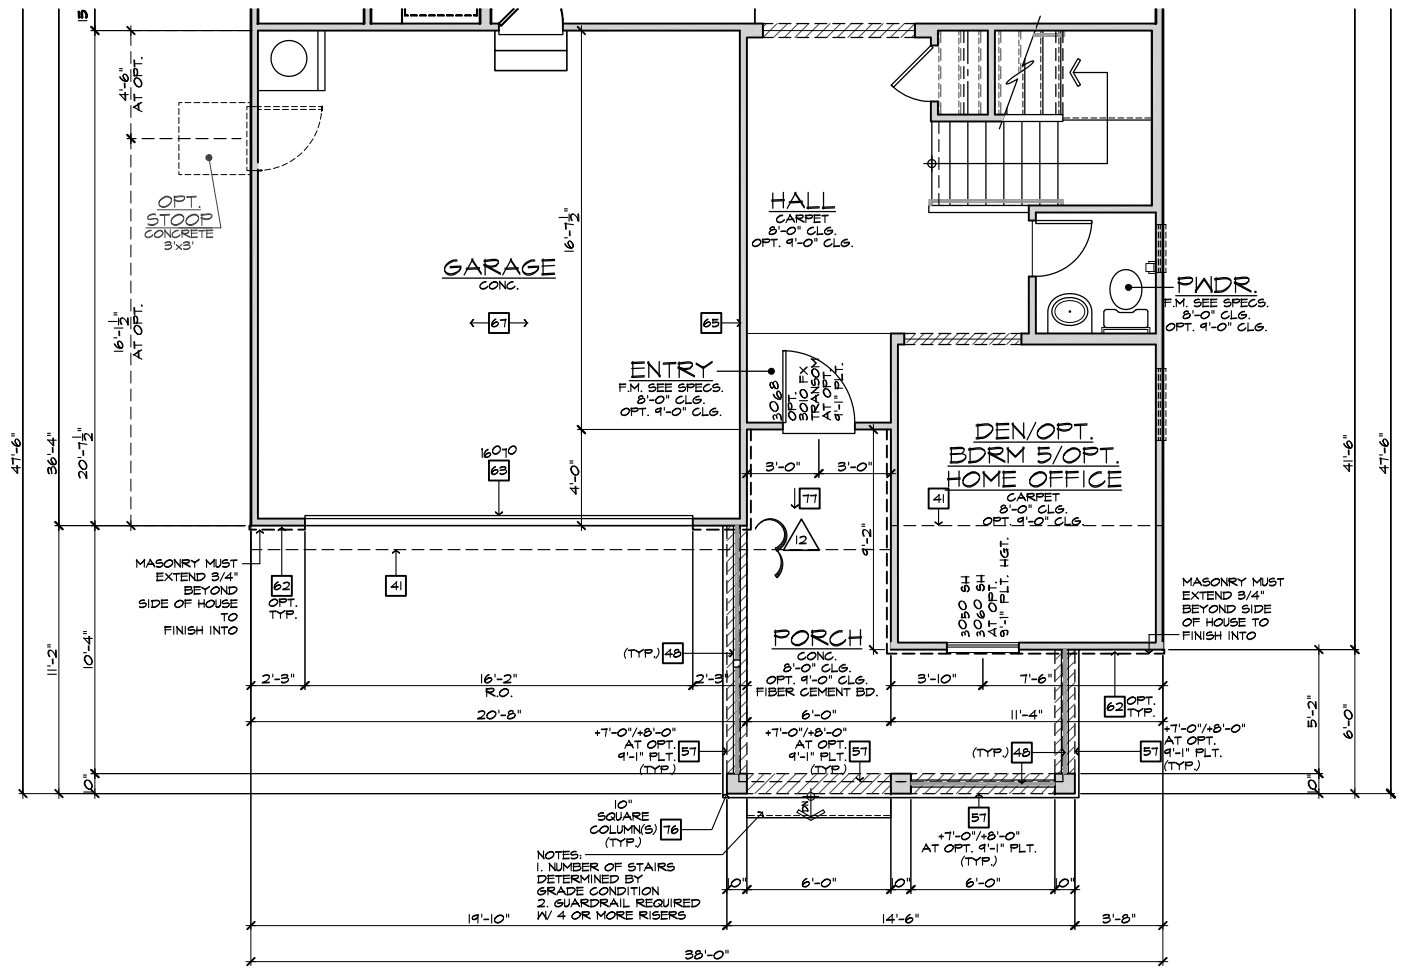 4'-6"
AT OPT.
OPT.
STOOP
CONCRETE
3'x3'
16'-1 1/2"
AT OPT.
GARAGE
CONC.
67
16'-7 1/2"
65
HALL
CARPET
8'-0" CLG.
OPT. 9'-0" CLG.
PWDR.
F.M. SEE SPECS.
8'-0" CLG.
OPT. 9'-0" CLG.
ENTRY
F.M. SEE SPECS.
8'-0" CLG.
OPT. 9'-0" CLG.
3068
OPT.
3010 FX
TRANSOM
AT OPT.
9'-1" PLT.
DEN/OPT.
BDRM 5/OPT.
HOME OFFICE
CARPET
8'-0" CLG.
OPT. 9'-0" CLG.
41
47'-6"
36'-4"
20'-7 1/2"
16070
63
4'-0"
3'-0"
3'-0"
77
12
9'-2"
41'-6"
47'-6"
MASONRY MUST
EXTEND 3/4"
BEYOND
SIDE OF HOUSE
TO
FINISH INTO
62
OPT.
TYP.
41
3050 SH
3060 SH
AT OPT.
9'-1" PLT. HGT.
MASONRY MUST
EXTEND 3/4"
BEYOND SIDE
OF HOUSE TO
FINISH INTO
11'-2"
10'-4"
10"
(TYP.) 48
PORCH
CONC.
8'-0" CLG.
OPT. 9'-0" CLG.
FIBER CEMENT BD.
2'-3"
16'-2"
R.O.
2'-3"
3'-10"
7'-6"
20'-8"
6'-0"
11'-4"
62 OPT.
TYP.
5'-2"
6'-0"
10"
+7'-0"/+8'-0"
AT OPT.
9'-1" PLT.
(TYP.)
57
+7'-0"/+8'-0"
AT OPT.
9'-1" PLT.
(TYP.)
57
(TYP.) 48
57
+7'-0"/+8'-0"
AT OPT.
9'-1" PLT.
(TYP.)
10"
SQUARE
COLUMN(S) 76
(TYP.)
DN
57
+7'-0"/+8'-0"
AT OPT. 9'-1" PLT.
(TYP.)
NOTES:
1. NUMBER OF STAIRS
DETERMINED BY
GRADE CONDITION
2. GUARDRAIL REQUIRED
W/ 4 OR MORE RISERS
10"
6'-0"
10"
6'-0"
10"
19'-10"
14'-6"
3'-8"
38'-0"